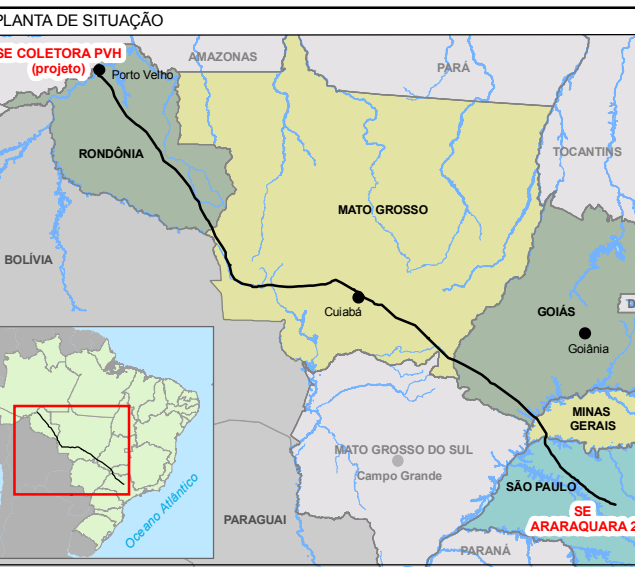 PLANTA DE SITUAÇÃO
SE COLETORA PVH
(projeto)
Porto Velho
AMAZONAS
PARÁ
RONDÔNIA
TOCANTINS
MATO GROSSO
BOLÍVIA
Cuiabá
GOIÁS
Goiânia
MINAS
GERAIS
MATO GROSSO DO SUL
Campo Grande
SÃO PAULO
SE
ARARAQUARA 2
PARAGUAI
PARANÁ
Oceano Atlântico